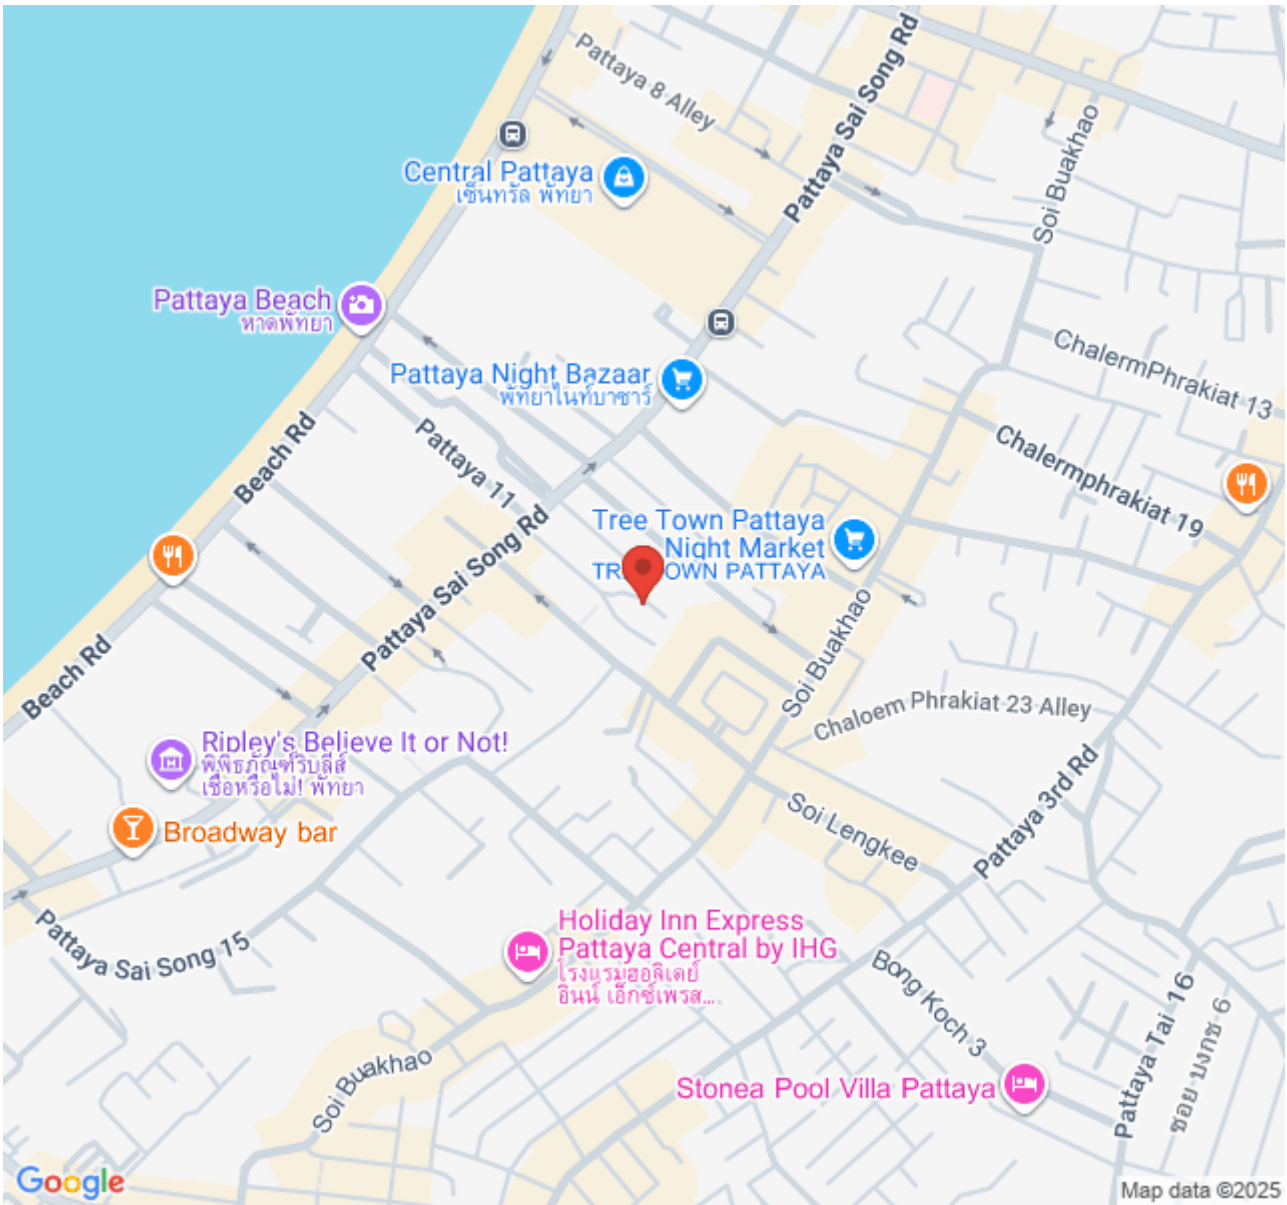 Pattaya 8 Alley
Pattaya Sai Song Rd
Soi Buakhao
Central Pattaya
เซ็นทรัล พัทยา
Pattaya Beach
หาดพัทยา
ChalermPhrakiat 13
Pattaya Night Bazaar
พัทยาไนท์บาซาร์
Beach Rd
Pattaya 11
Chalermphrakiat 19
Pattaya Sai Song Rd
Tree Town Pattaya
Night Market
TR OWN PATTAYA
Beach Rd
Soi Buakhao
Chaloem Phrakiat 23 Alley
Ripley's Believe It or Not!
พิพิธภัณฑ์ริบลีส์
เชื่อหรือไม่! พัทยา
Broadway bar
Pattaya 3rd Rd
Soi Lengkee
Pattaya Sai Song 15
Holiday Inn Express
Pattaya Central by IHG
โรงแรมฮอลิเดย์
อินน์ เอ็กซ์เพรส...
Bong Koch 3
Pattaya Tai 16
ซอย บงกช 6
Soi Buakhao
Stonea Pool Villa Pattaya
Google
Map data ©2025